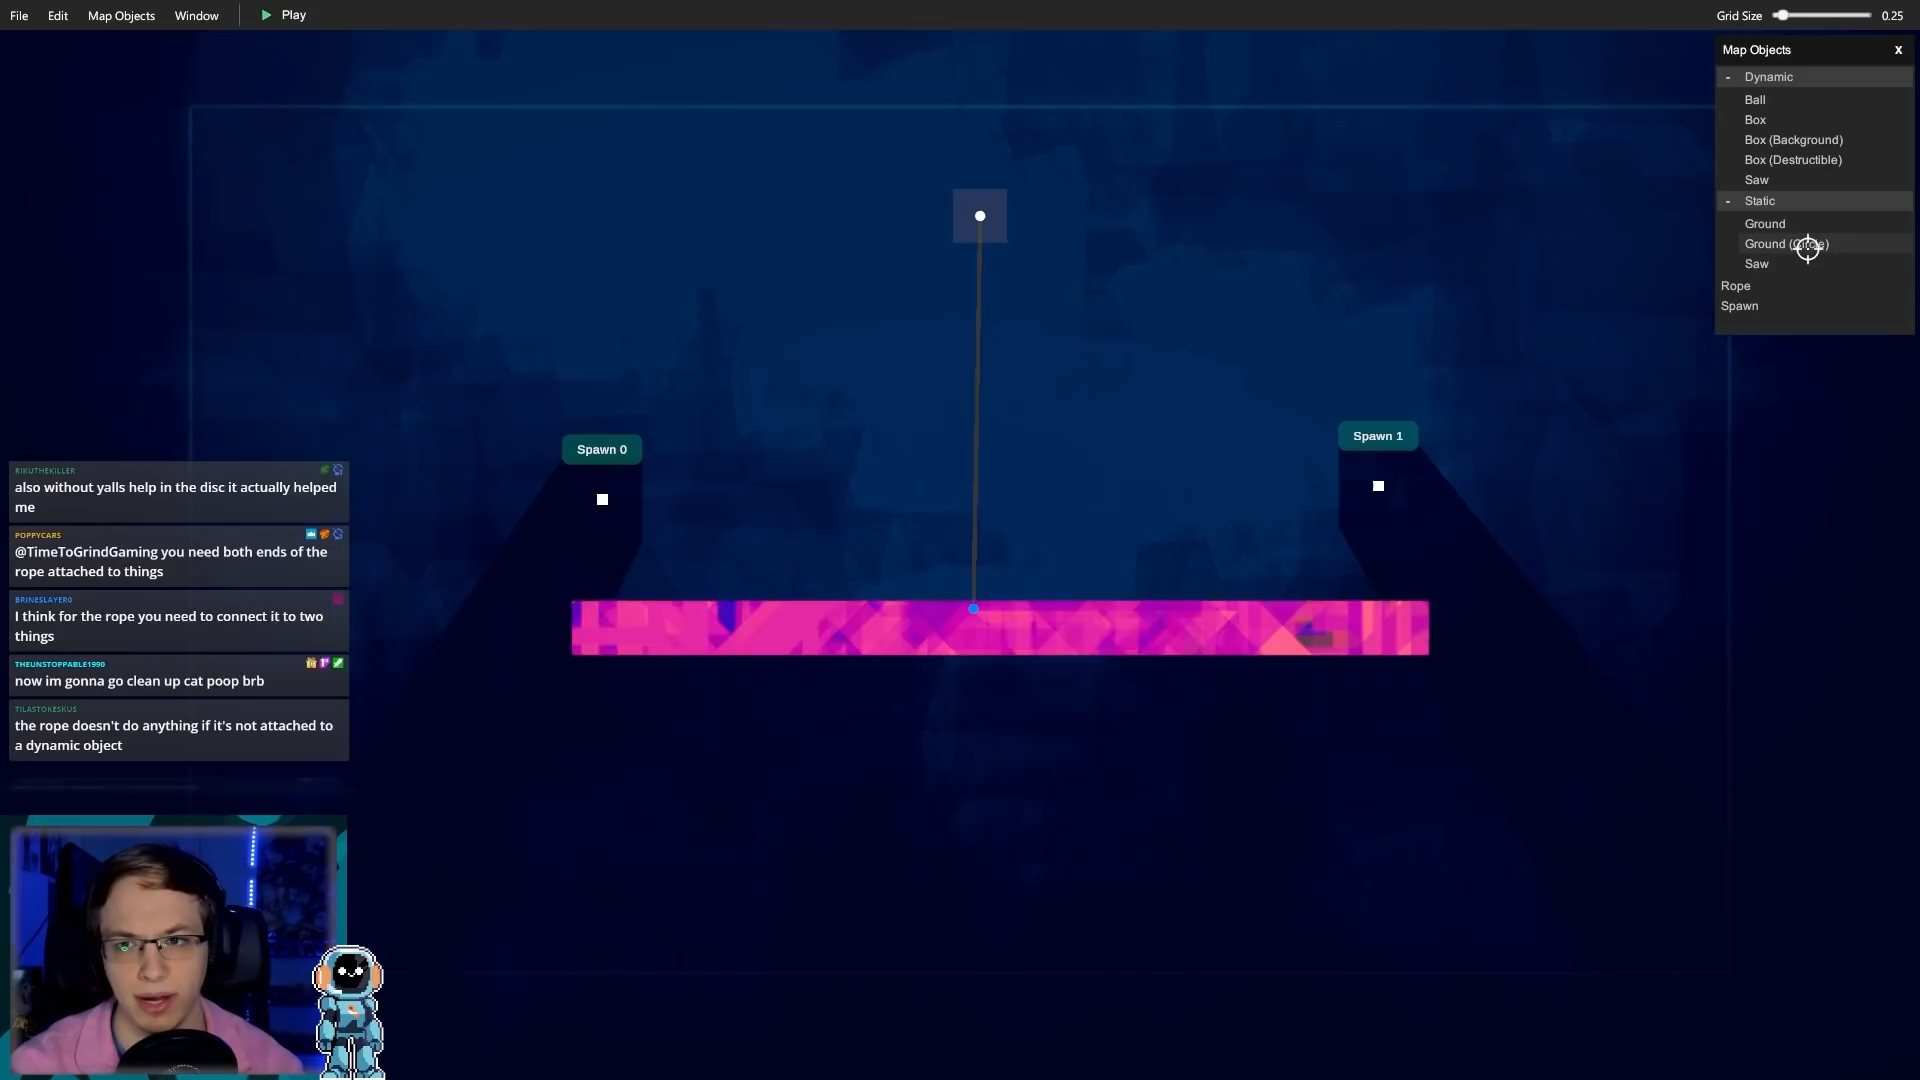 File Edit Map Objects Window Play Grid Size 0.25
Map Objects x
- Dynamic
Ball
Box
Box (Background)
Box (Destructible)
Saw
- Static
Ground
Ground (Circle)
Saw
Rope
Spawn
Spawn 0
Spawn 1
RIKUTHEKILLER
also without yalls help in the disc it actually helped
me
POPPYCARS
@TimeToGrindGaming you need both ends of the
rope attached to things
BRINESLAYER0
I think for the rope you need to connect it to two
things
THEUNSTOPPABLE1990
now im gonna go clean up cat poop brb
TILASTOKESKUS
the rope doesn't do anything if it's not attached to
a dynamic object